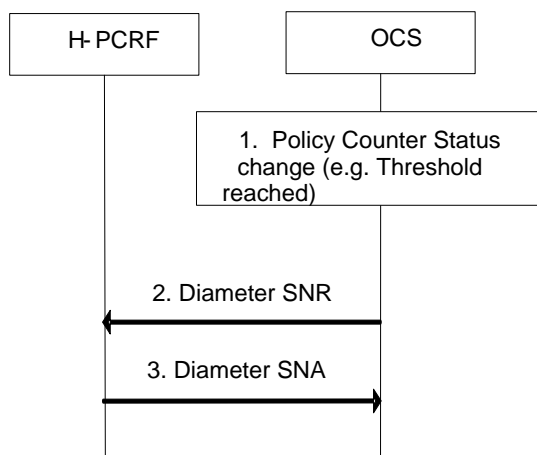 H-PCRF
OCS
1. Policy Counter Status
change (e.g. Threshold
reached)
2. Diameter SNR
3. Diameter SNA